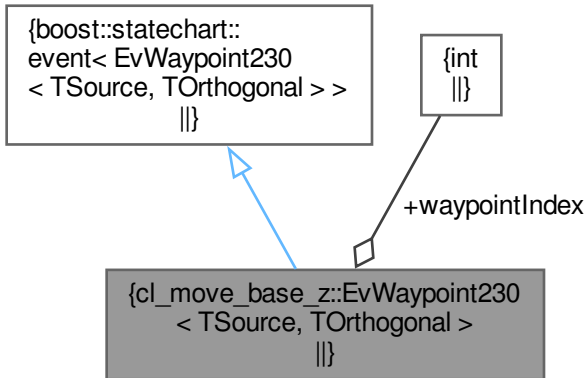 {boost::statechart::
event< EvWaypoint230
< TSource, TOrthogonal > >
||}
{int
||}
+waypointIndex
{cl_move_base_z::EvWaypoint230
< TSource, TOrthogonal >
||}